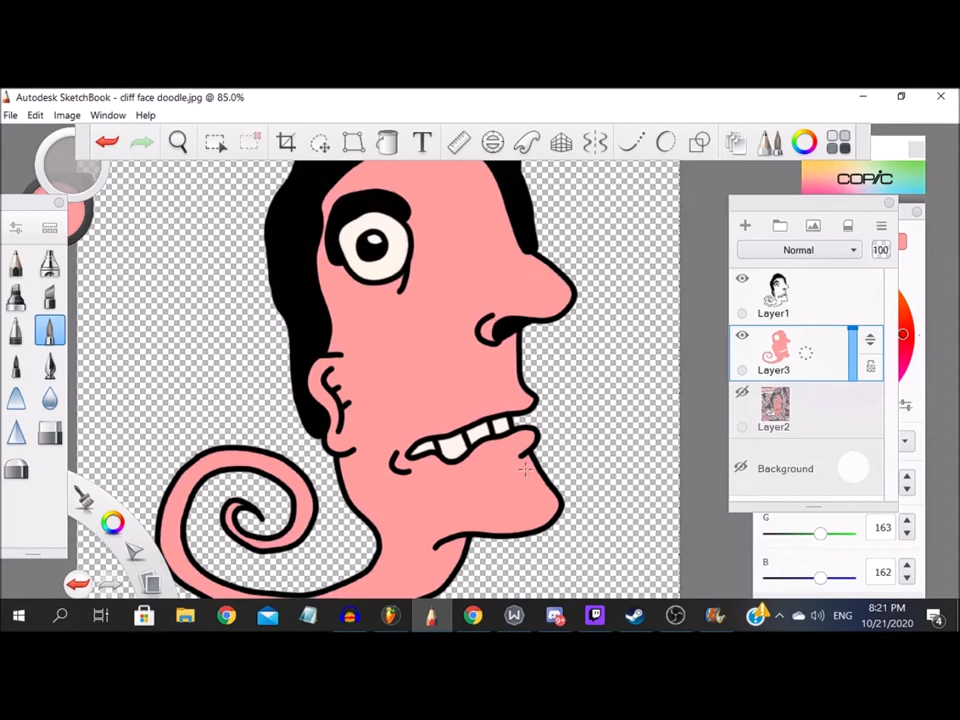 Autodesk SketchBook - cliff face doodle.jpg @ 85.0%
File Edit Image Window Help
T
COPIC
Normal 100
Layer1
Layer3
Layer2
Background
G 163
B 162
ENG
8:21 PM
10/21/2020
4